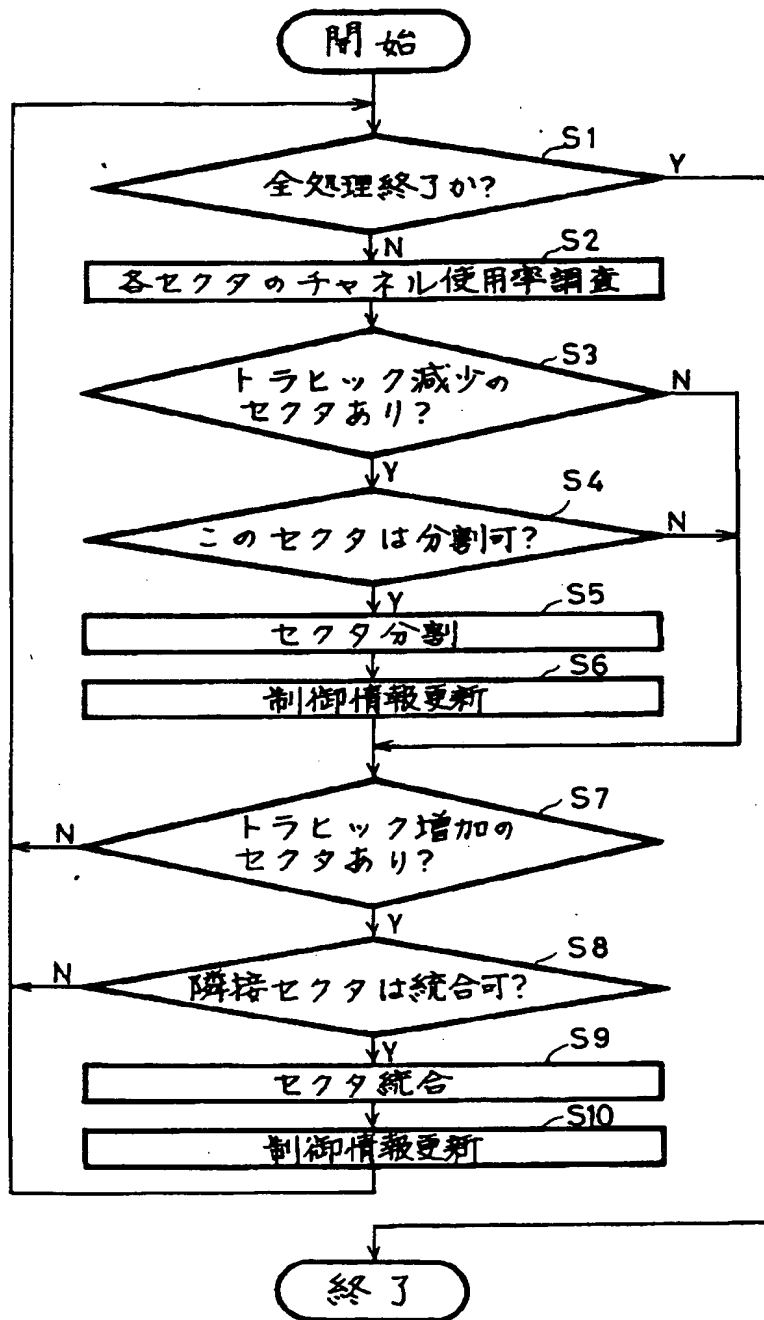 開始
S1
全処理終了か?
Y
N
S2
各セクタのチャネル使用率調査
S3
トラヒック減少の
セクタあり?
N
Y
S4
このセクタは分割可?
N
Y
S5
セクタ分割
S6
制御情報更新
S7
トラヒック増加の
セクタあり?
N
Y
S8
隣接セクタは統合可?
N
Y
S9
セクタ統合
S10
制御情報更新
終了